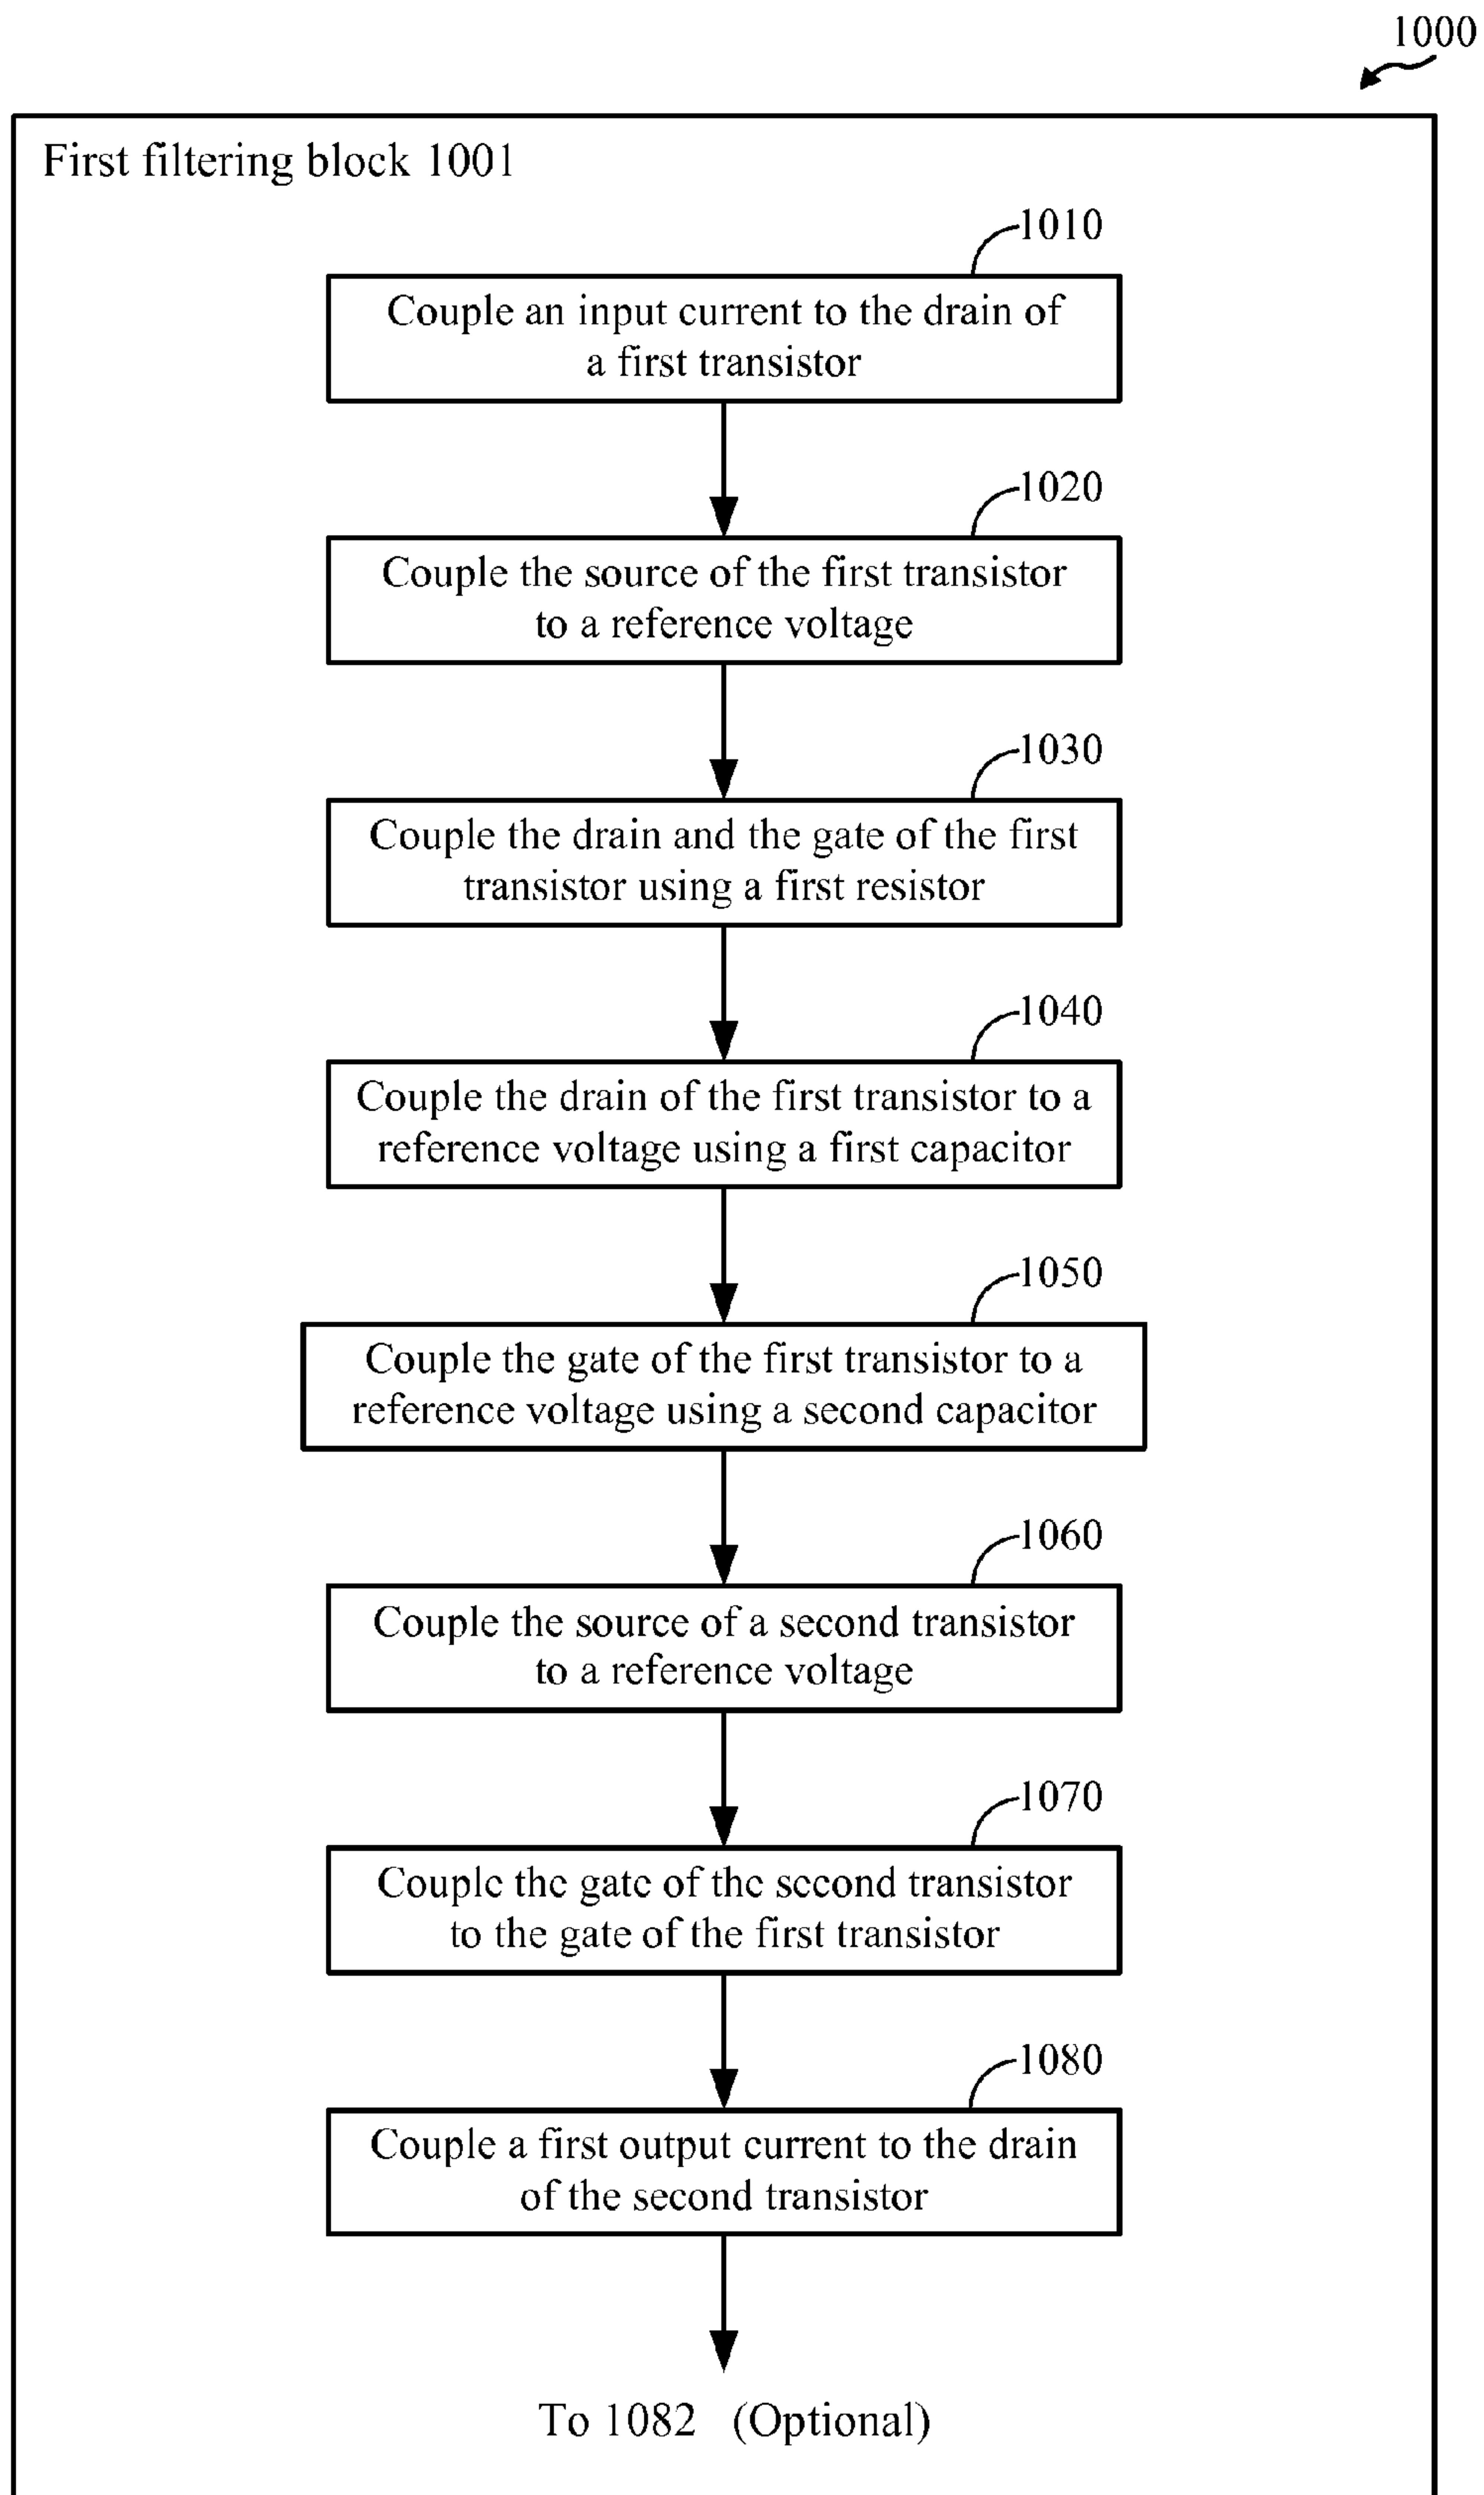 1000
First filtering block 1001
1010
Couple an input current to the drain of
a first transistor
1020
Couple the source of the first transistor
to a reference voltage
1030
Couple the drain and the gate of the first
transistor using a first resistor
1040
Couple the drain of the first transistor to a
reference voltage using a first capacitor
1050
Couple the gate of the first transistor to a
reference voltage using a second capacitor
1060
Couple the source of a second transistor
to a reference voltage
1070
Couple the gate of the second transistor
to the gate of the first transistor
1080
Couple a first output current to the drain
of the second transistor
To 1082 (Optional)